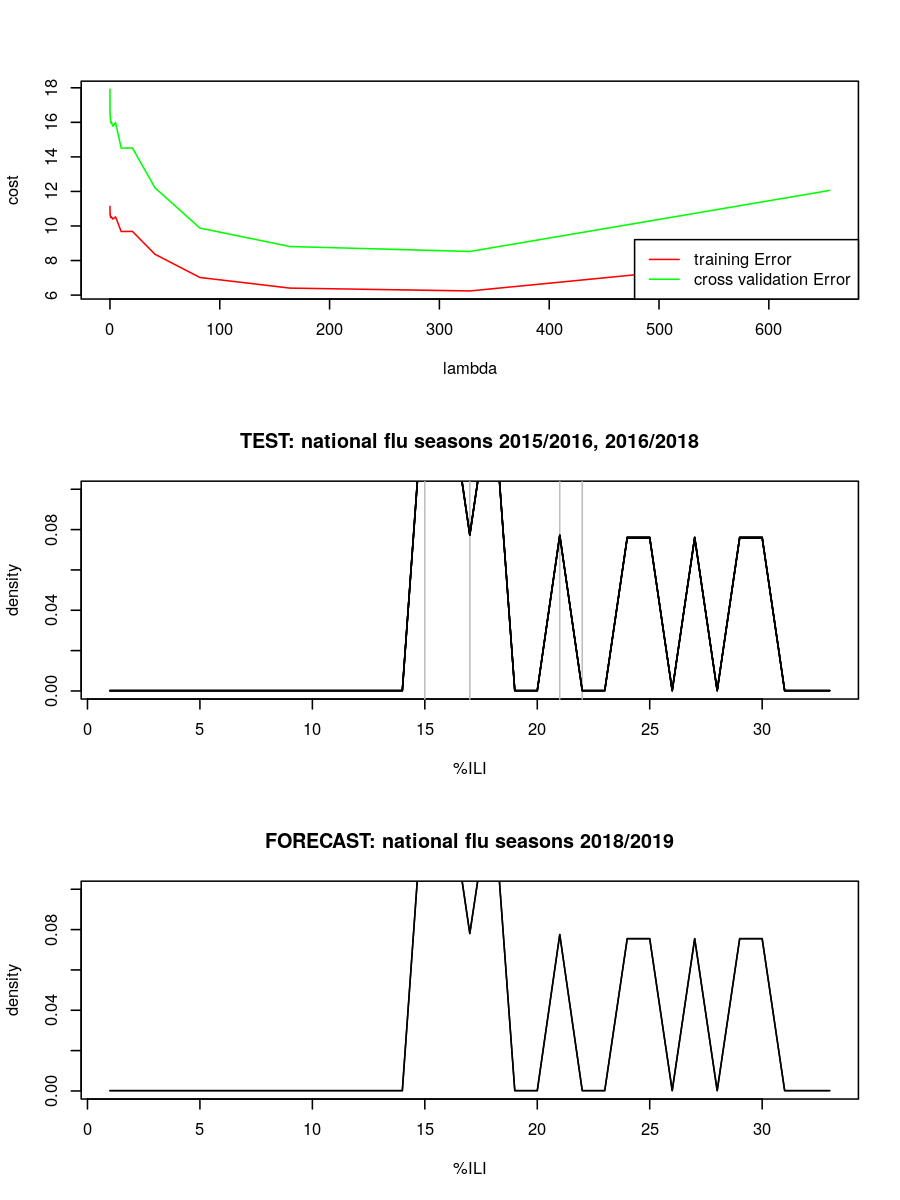 18
16
14
12
10
8
6
cost
training Error
cross validation Error
0 100 200 300 400 500 600
lambda
TEST: national flu seasons 2015/2016, 2016/2018
0.08
0.04
0.00
density
0 5 10 15 20 25 30
%ILI
FORECAST: national flu seasons 2018/2019
0.08
0.04
0.00
density
0 5 10 15 20 25 30
%ILI